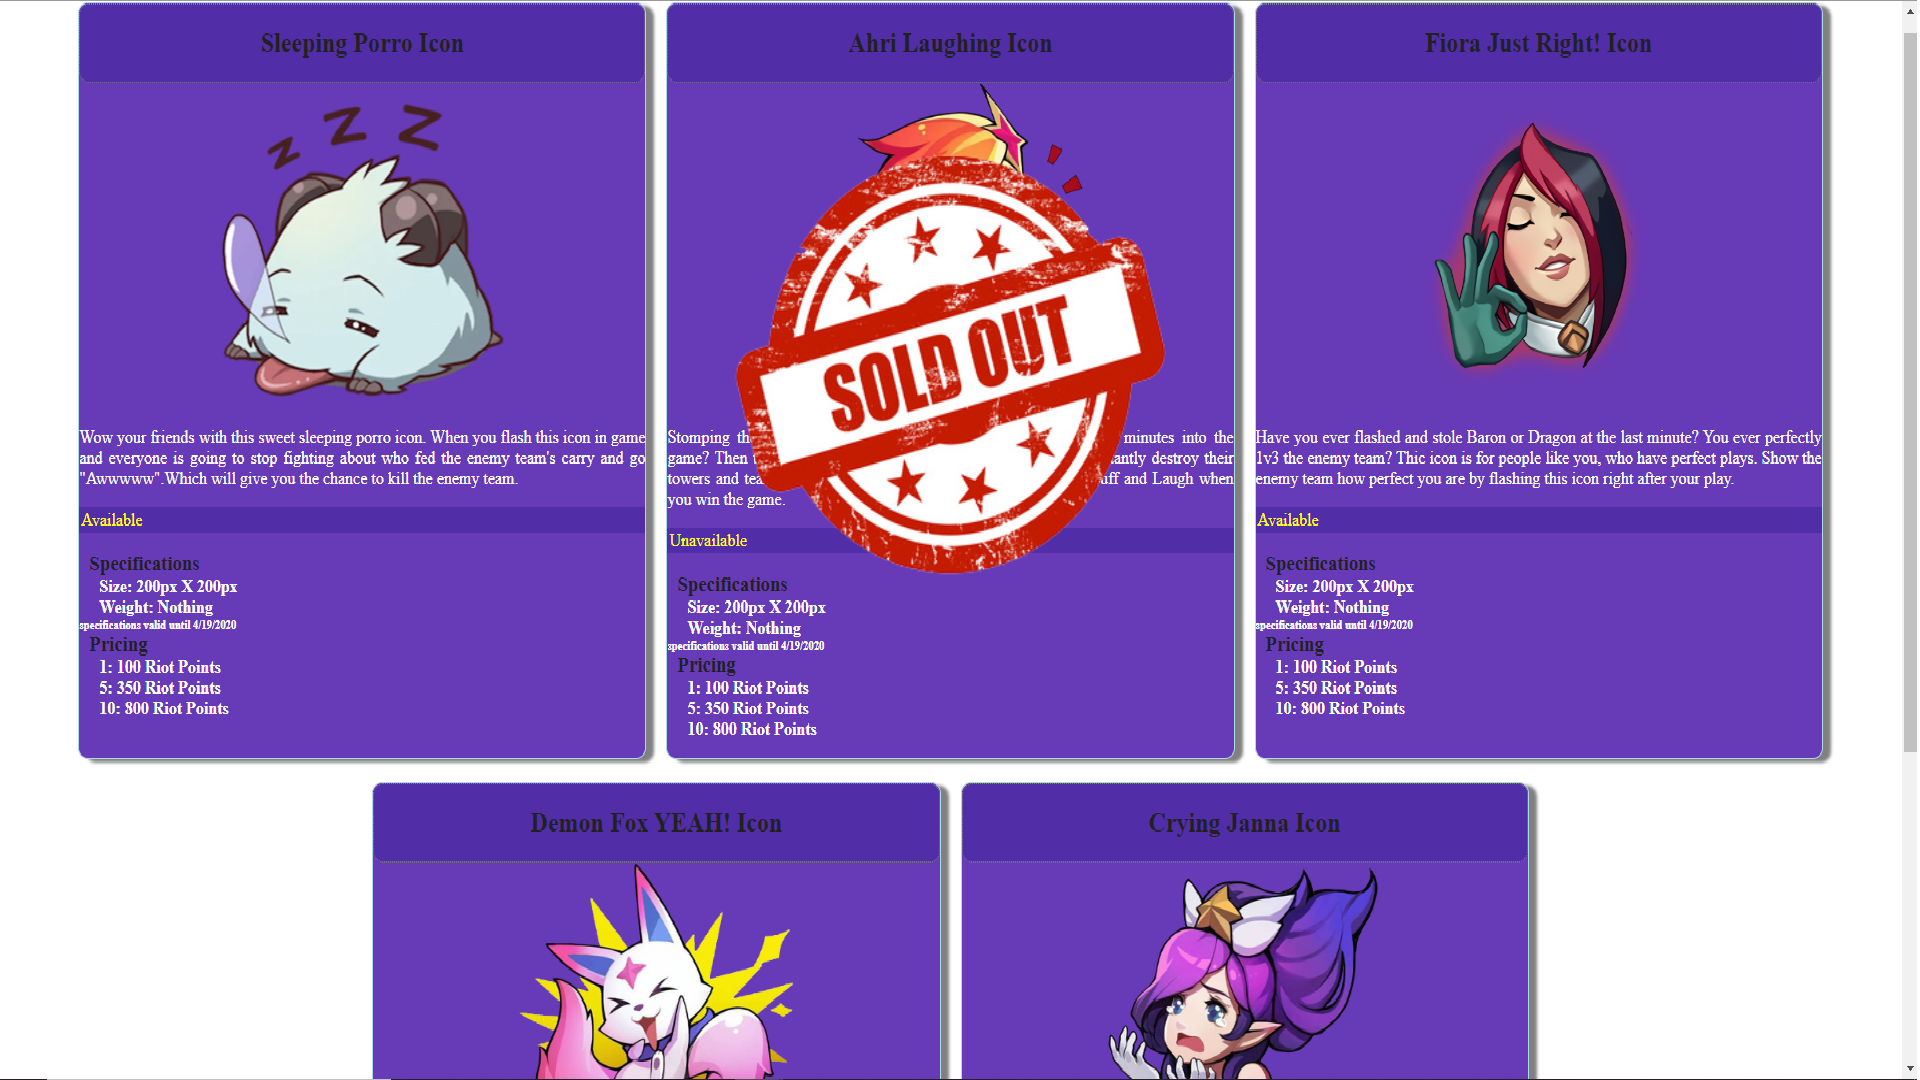 Sleeping Porro Icon
Z Z Z
Wow your friends with this sweet sleeping porro icon. When you flash this icon in game
and everyone is going to stop fighting about who fed the enemy team's carry and go
"Awwwww".Which will give you the chance to kill the enemy team.
Available
Specifications
Size: 200px X 200px
Weight: Nothing
specifications valid until 4/19/2020
Pricing
1: 100 Riot Points
5: 350 Riot Points
10: 800 Riot Points
Ahri Laughing Icon
SOLD OUT
Stomping minutes into the
game? Then destroy their
towers and and Laugh when
you win the game.
Unavailable
Specifications
Size: 200px X 200px
Weight: Nothing
specifications valid until 4/19/2020
Pricing
1: 100 Riot Points
5: 350 Riot Points
10: 800 Riot Points
Fiora Just Right! Icon
Have you ever flashed and stole Baron or Dragon at the last minute? You ever perfectly
1v3 the enemy team? Thic icon is for people like you, who have perfect plays. Show the
enemy team how perfect you are by flashing this icon right after your play.
Available
Specifications
Size: 200px X 200px
Weight: Nothing
specifications valid until 4/19/2020
Pricing
1: 100 Riot Points
5: 350 Riot Points
10: 800 Riot Points
Demon Fox YEAH! Icon
Crying Janna Icon